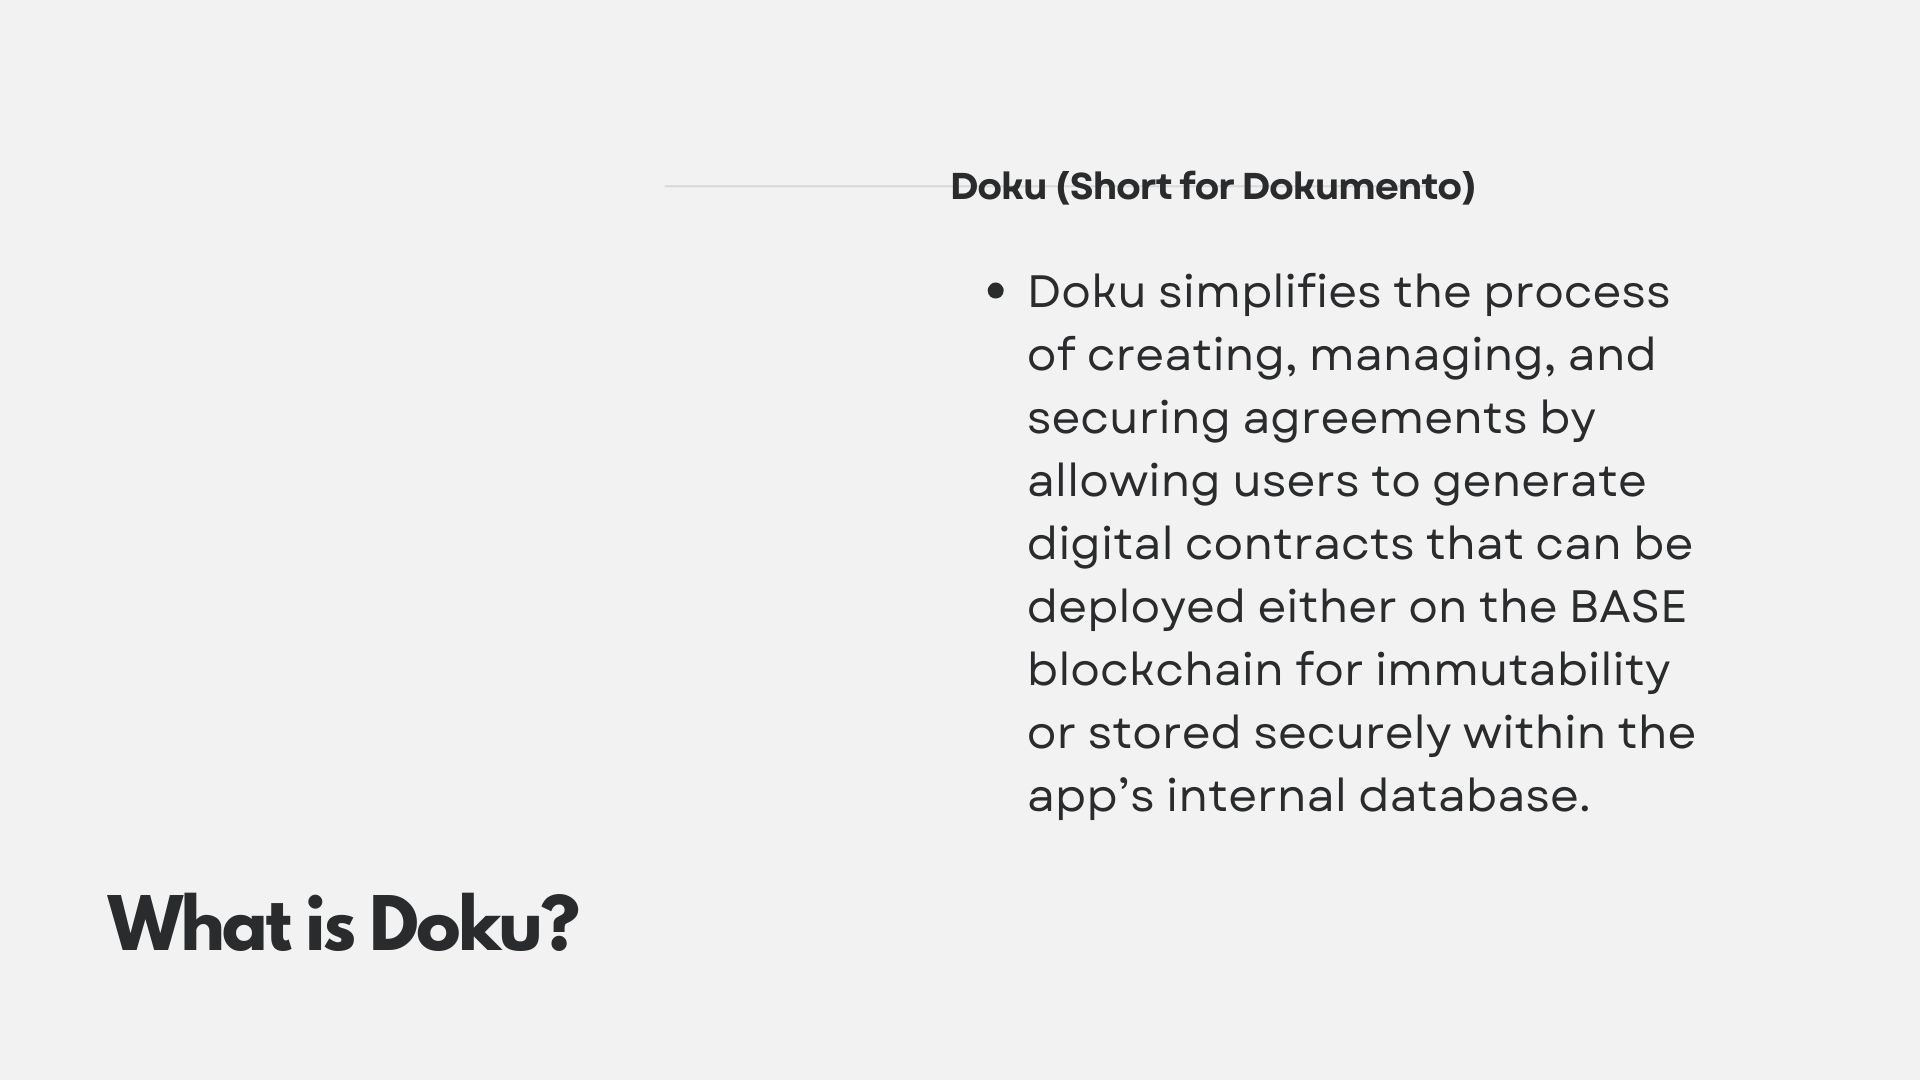 Doku (Short for Dokumento)
• Doku simplifies the process
of creating, managing, and
securing agreements by
allowing users to generate
digital contracts that can be
deployed either on the BASE
blockchain for immutability
or stored securely within the
app’s internal database.
What is Doku?